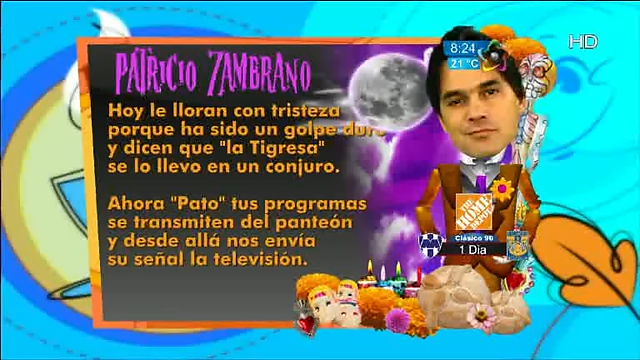 HD
8:24
21 °C
PATRICIO ZAMBRANO
Hoy le lloran con tristeza
porque ha sido un golpe duro
y dicen que "la Tigresa"
se lo llevo en un conjuro.
Ahora "Pato" tus programas
se transmiten del panteón
y desde allá nos envía
su señal la televisión.
THE HOME DEPOT
Clásico 98
1 Dia